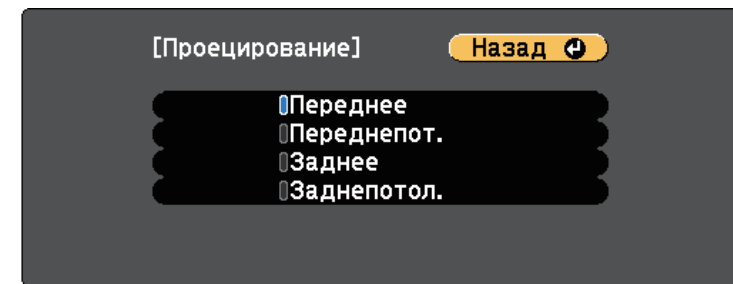 [Проецирование] Назад
Переднее
Переднепот.
Заднее
Заднепотол.